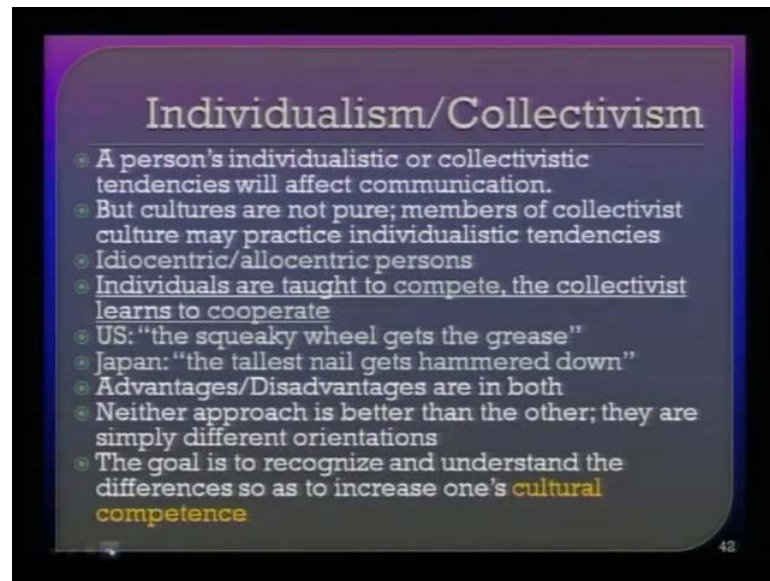 Individualism/Collectivism
A person's individualistic or collectivistic
tendencies will affect communication.
But cultures are not pure; members of collectivist
culture may practice individualistic tendencies
Idiocentric/allocentric persons
Individuals are taught to compete, the collectivist
learns to cooperate
US: "the squeaky wheel gets the grease"
Japan: "the tallest nail gets hammered down"
Advantages/Disadvantages are in both
Neither approach is better than the other; they are
simply different orientations
The goal is to recognize and understand the
differences so as to increase one's cultural
competence
42